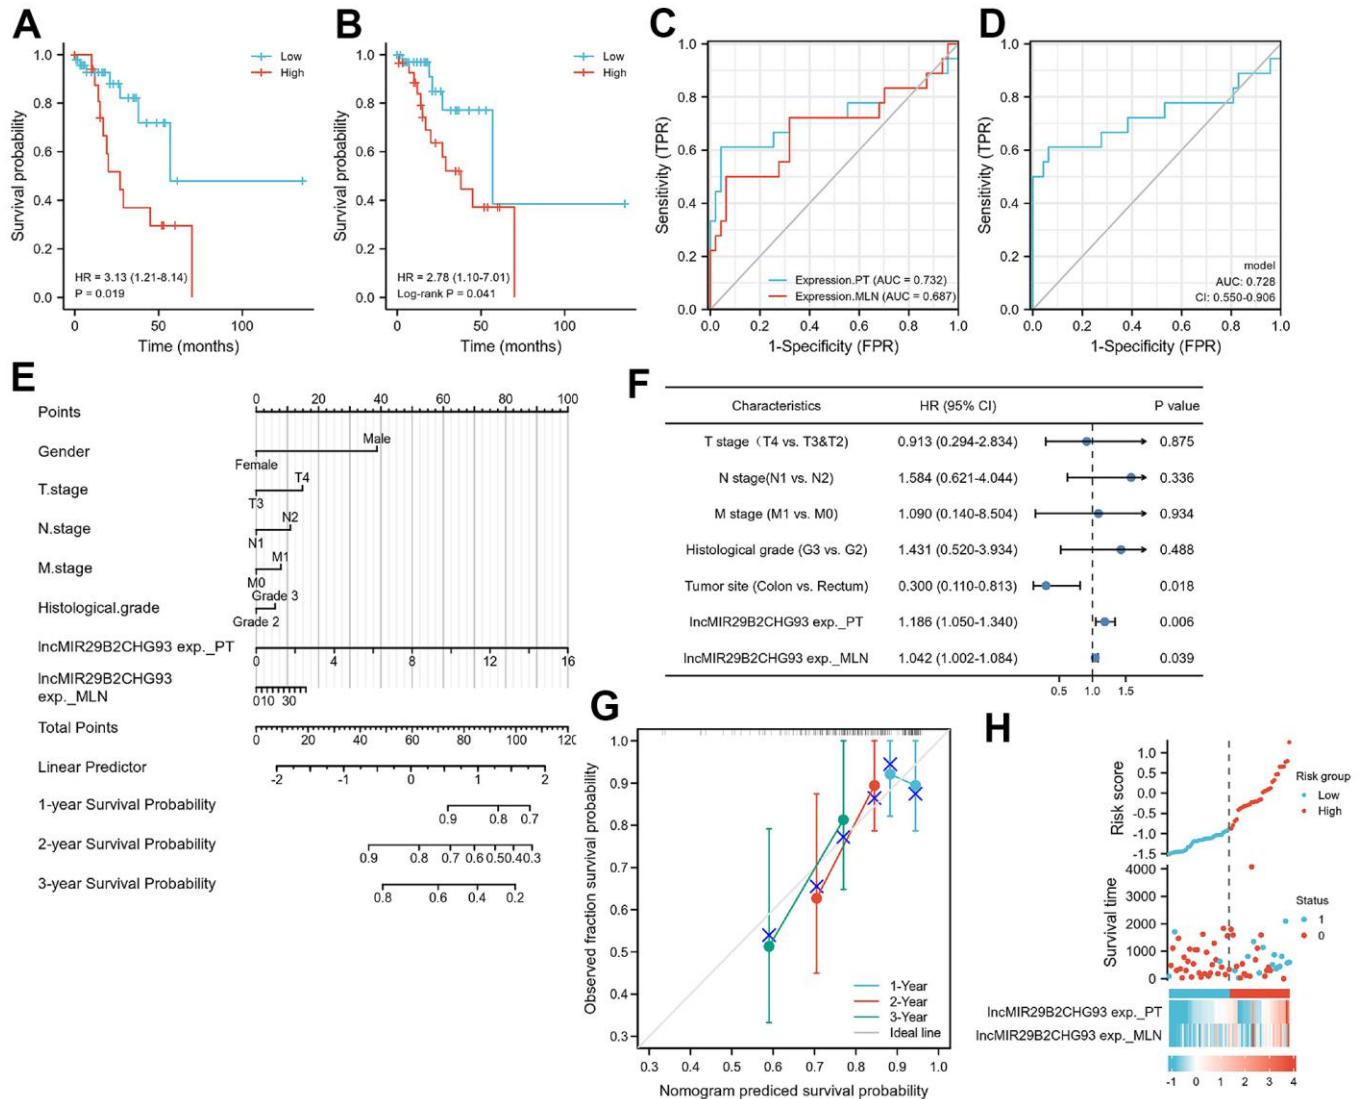 A
Survival probability
1.0
0.8
0.6
0.4
0.2
0.0
Low
High
HR = 3.13 (1.21-8.14)
P = 0.019
0 50 100
Time (months)
B
Survival probability
1.0
0.8
0.6
0.4
0.2
0.0
Low
High
HR = 2.78 (1.10-7.01)
Log-rank P = 0.041
0 50 100
Time (months)
C
Sensitivity (TPR)
1.0
0.8
0.6
0.4
0.2
0.0
Expression.PT (AUC = 0.732)
Expression.MLN (AUC = 0.687)
0.0 0.2 0.4 0.6 0.8 1.0
1-Specificity (FPR)
D
Sensitivity (TPR)
1.0
0.8
0.6
0.4
0.2
0.0
model
AUC: 0.728
CI: 0.550-0.906
0.0 0.2 0.4 0.6 0.8 1.0
1-Specificity (FPR)
E
Points
0 20 40 60 80 100
Gender
Male
Female
T.stage
T4
T3
N.stage
N2
N1
M.stage
M1
M0
Histological.grade
Grade 3
Grade 2
lncMIR29B2CHG93 exp._PT
0 4 6 8 12 16
lncMIR29B2CHG93
exp._MLN
010 30
Total Points
0 20 40 60 80 100 120
Linear Predictor
-2 -1 0 1 2
1-year Survival Probability
0.9 0.8 0.7
2-year Survival Probability
0.9 0.8 0.7 0.6 0.5 0.4 0.3
3-year Survival Probability
0.8 0.6 0.4 0.2
F
Characteristics HR (95% CI) P value
T stage（T4 vs. T3&T2) 0.913 (0.294-2.834) 0.875
N stage(N1 vs. N2) 1.584 (0.621-4.044) 0.336
M stage (M1 vs. M0) 1.090 (0.140-8.504) 0.934
Histological grade (G3 vs. G2) 1.431 (0.520-3.934) 0.488
Tumor site (Colon vs. Rectum) 0.300 (0.110-0.813) 0.018
lncMIR29B2CHG93 exp._PT 1.186 (1.050-1.340) 0.006
lncMIR29B2CHG93 exp._MLN 1.042 (1.002-1.084) 0.039
0.5 1.0 1.5
G
Observed fraction survival probability
1.0
0.9
0.8
0.7
0.6
0.5
0.4
0.3
1-Year
2-Year
3-Year
Ideal line
0.3 0.4 0.5 0.6 0.7 0.8 0.9 1.0
Nomogram prediced survival probability
H
Risk score
1.0
0.5
0.0
-0.5
-1.0
-1.5
Risk group
Low
High
Survival time
4000
3000
2000
1000
0
Status
1
0
lncMIR29B2CHG93 exp._PT
lncMIR29B2CHG93 exp._MLN
-1 0 1 2 3 4